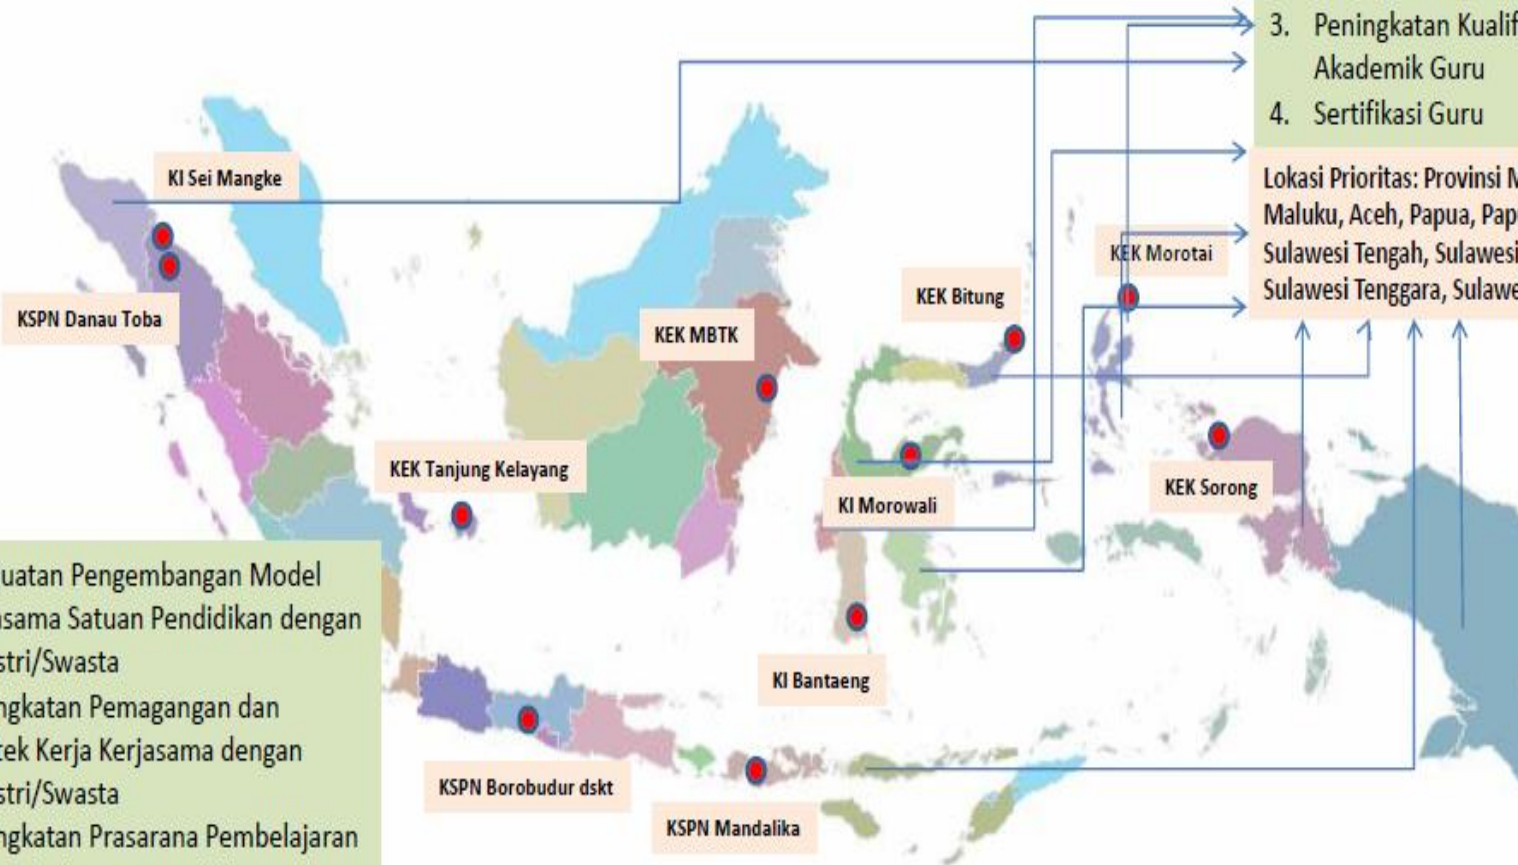 3. Peningkatan Kualif
Akademik Guru
4. Sertifikasi Guru
Lokasi Prioritas: Provinsi M
Maluku, Aceh, Papua, Pap
Sulawesi Tengah, Sulawesi
Sulawesi Tenggara, Sulawe
KI Sei Mangke
KSPN Danau Toba
KEK MBTK
KEK Bitung
KEK Morotai
KEK Tanjung Kelayang
KI Morowali
KEK Sorong
KI Bantaeng
KSPN Borobudur dskt
KSPN Mandalika
uatan Pengembangan Model
asama Satuan Pendidikan dengan
stri/Swasta
ngkatan Pemagangan dan
tek Kerja Kerjasama dengan
stri/Swasta
ngkatan Prasarana Pembelajaran